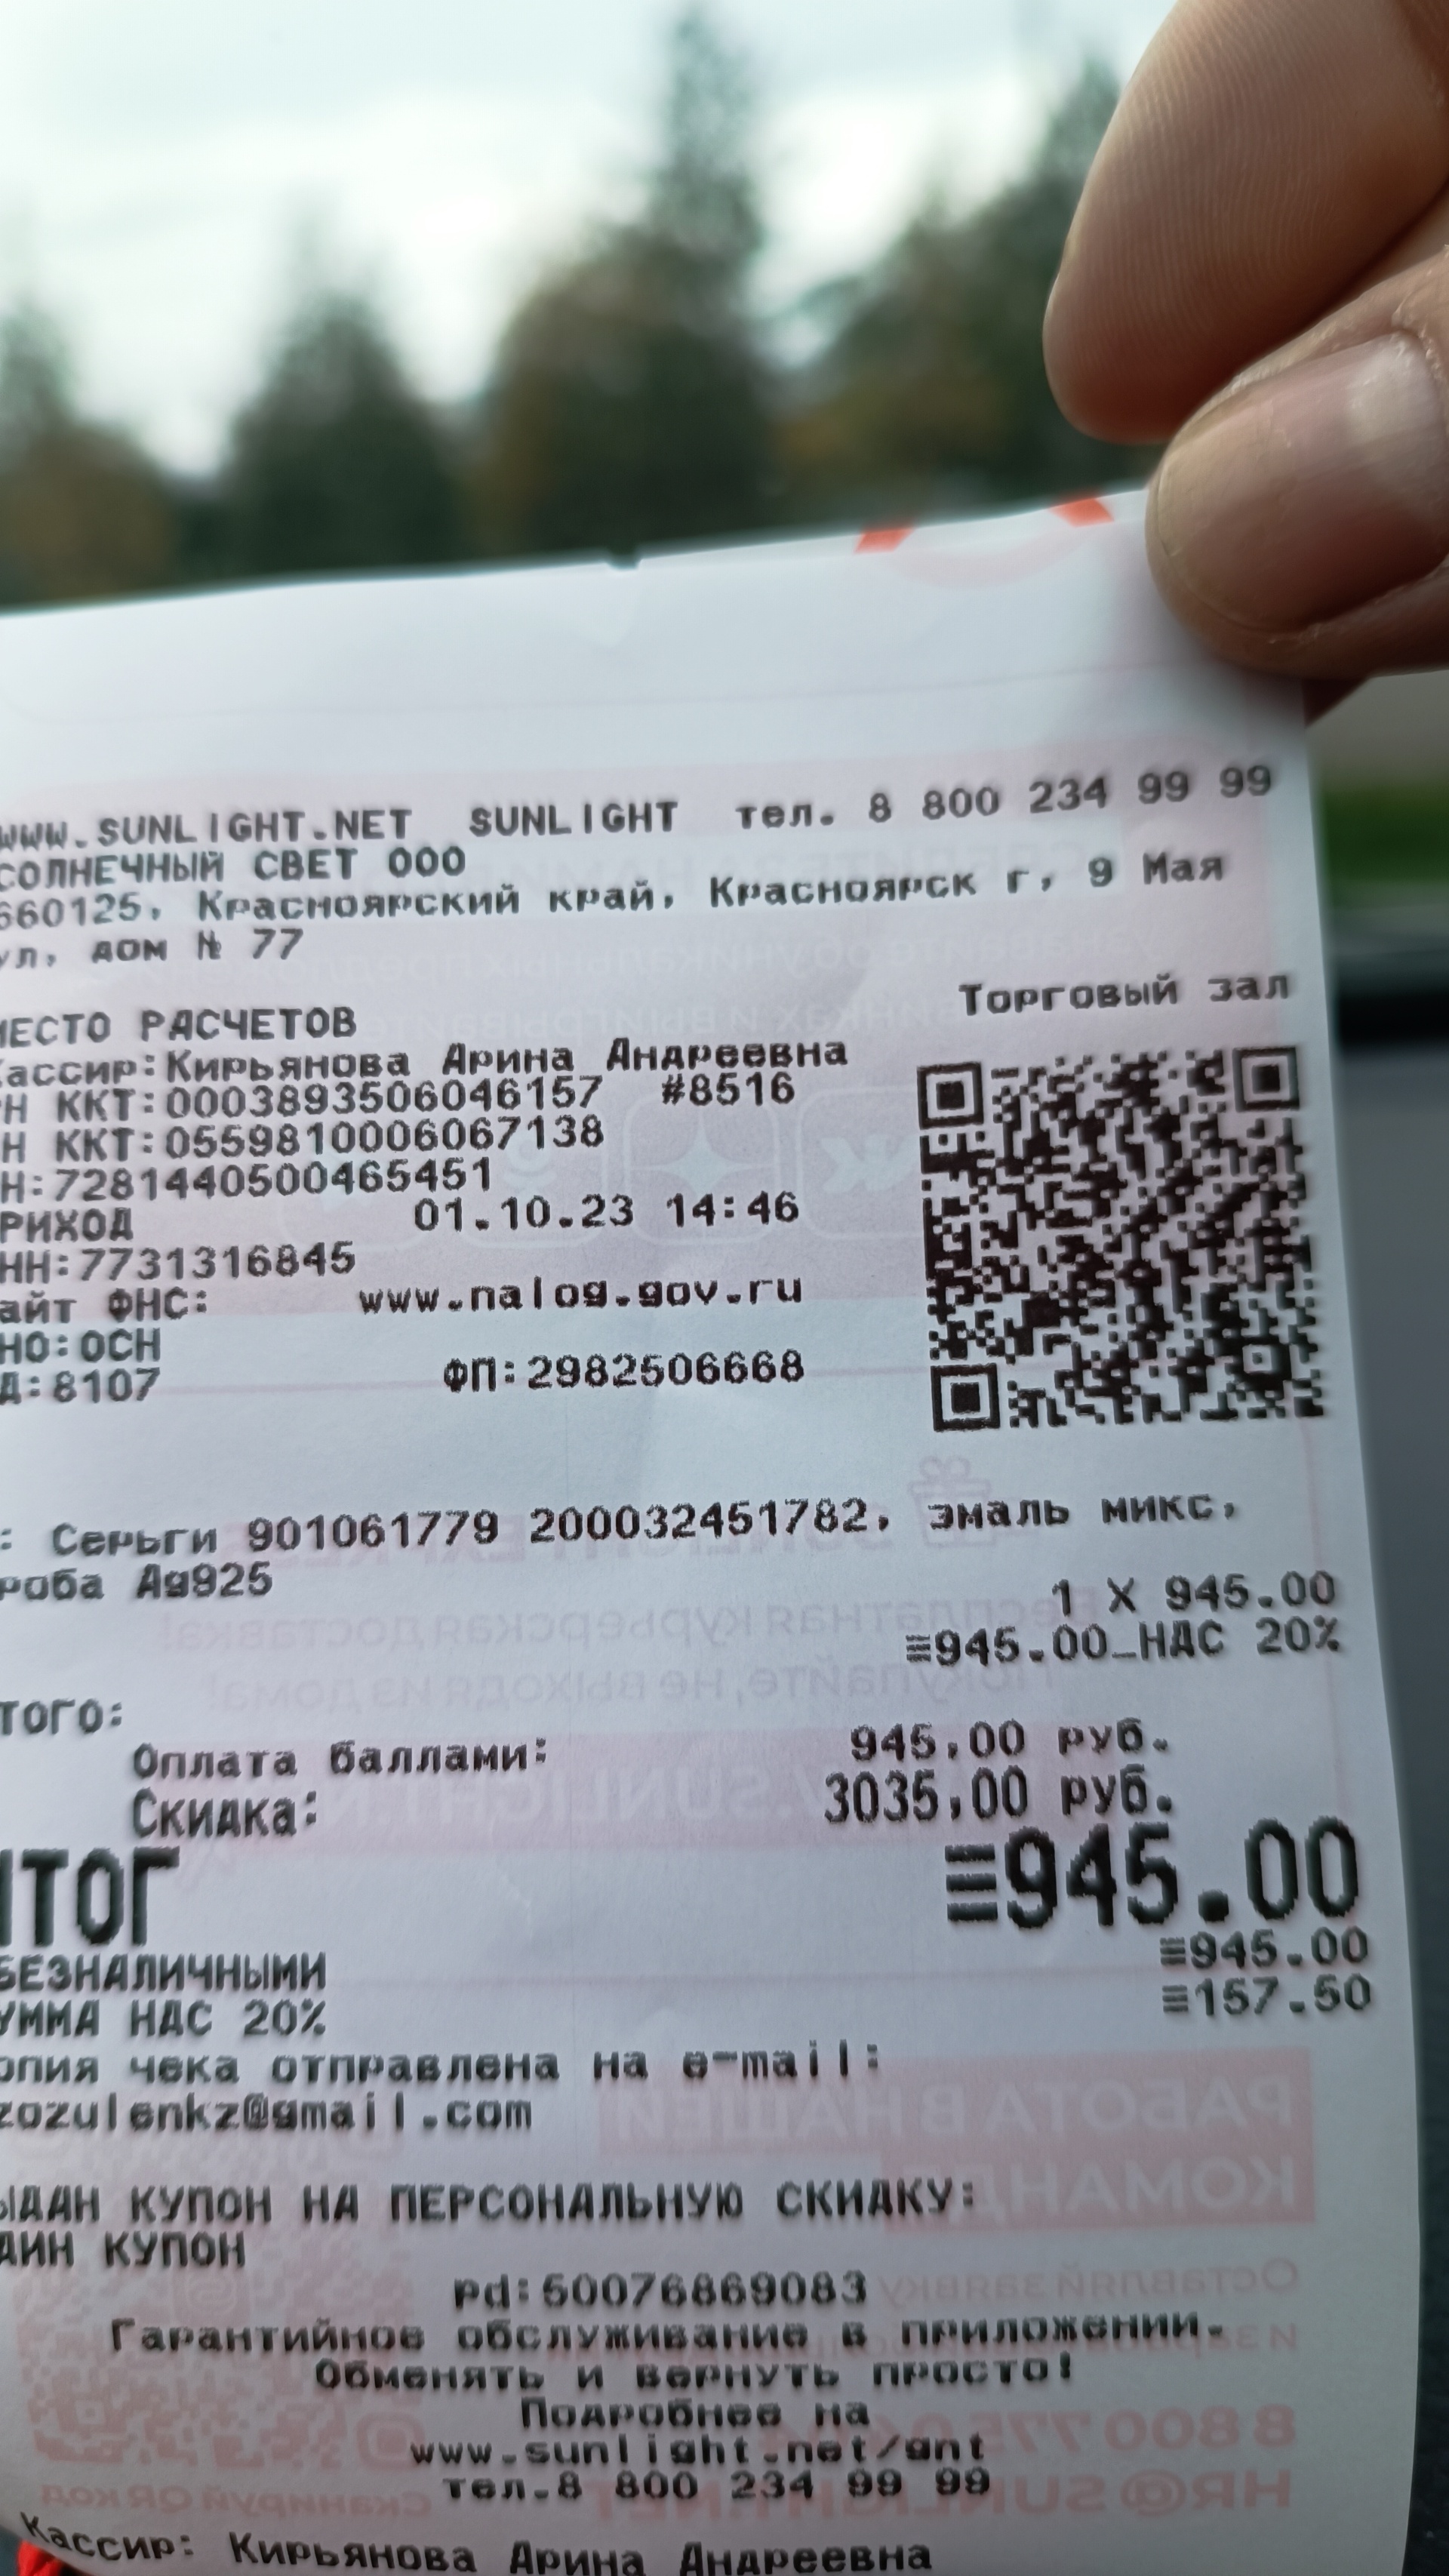 WWW.SUNLIGHT.NET SUNLIGHT тел. 8 800 234 99 99
СОЛНЕЧНЫЙ СВЕТ ООО
660125, Красноярский край, Красноярск г, 9 Мая
ул, дом № 77
Торговый зал
МЕСТО РАСЧЕТОВ
Кассир:Кирьянова Арина Андреевна
Н ККТ:0003893506046157 #8516
Н ККТ:0559810006067138
Н:7281440500465451
РИХОД 01.10.23 14:46
НН:7731316845
айт ФНС: www.nalog.gov.ru
НО:ОСН
Д:8107 ФП:2982506668
: Серьги 901061779 200032451782, эмаль микс,
роба Ag925
1 X 945.00
≡945.00_НДС 20%
ТОГО:
Оплата баллами: 945,00 руб.
Скидка: 3035,00 руб.
ИТОГ ≡945.00
БЕЗНАЛИЧНЫМИ ≡945.00
УММА НДС 20% ≡157.50
опия чека отправлена на e-mail:
zozulenkz@gmail.com
ЫДАН КУПОН НА ПЕРСОНАЛЬНУЮ СКИДКУ:
ДИН КУПОН
pd:50076869083
Гарантийное обслуживание в приложении.
Обменять и вернуть просто!
Подробнее на
www.sunlight.net/gnt
тел.8 800 234 99 99
Кассир: Кирьянова Арина Андреевна